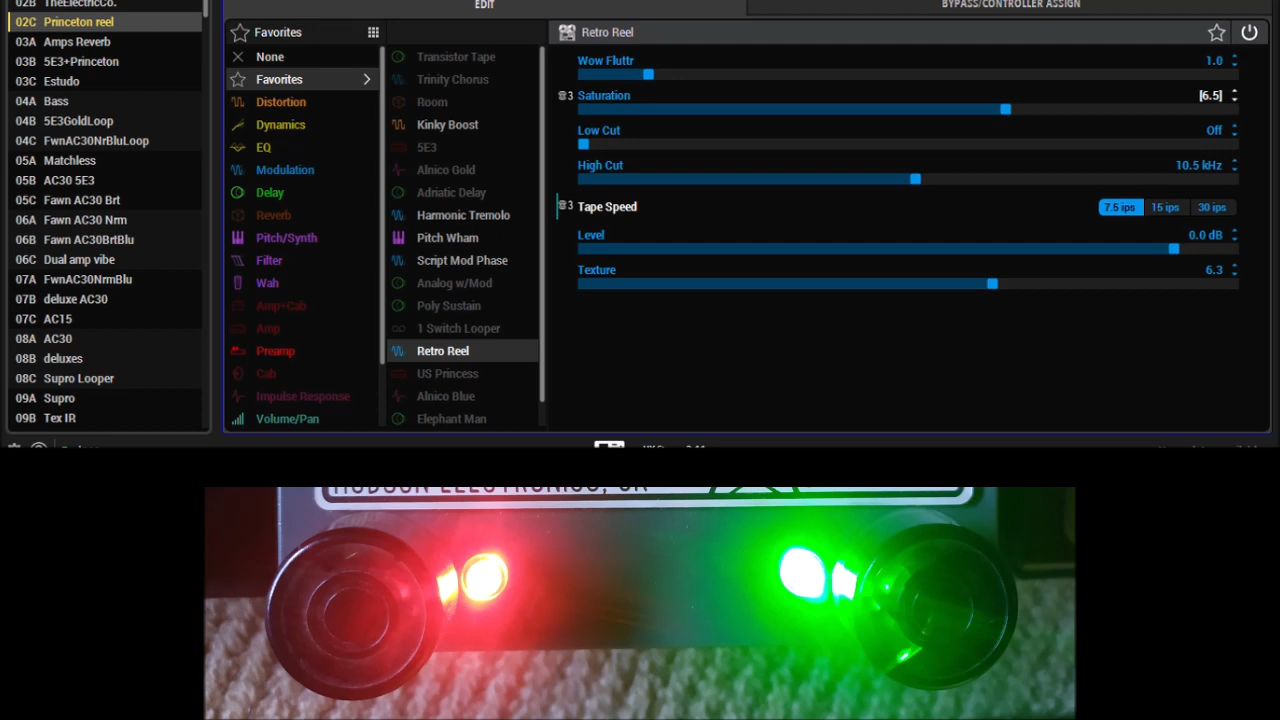 EDIT
BYPASS/CONTROLLER ASSIGN
02B TheElectricCo.
02C Princeton reel
03A Amps Reverb
03B 5E3+Princeton
03C Estudo
04A Bass
04B 5E3GoldLoop
04C FwnAC30NrBluLoop
05A Matchless
05B AC30 5E3
05C Fawn AC30 Brt
06A Fawn AC30 Nrm
06B Fawn AC30BrtBlu
06C Dual amp vibe
07A FwnAC30NrmBlu
07B deluxe AC30
07C AC15
08A AC30
08B deluxes
08C Supro Looper
09A Supro
09B Tex IR
Favorites
None
Favorites
Distortion
Dynamics
EQ
Modulation
Delay
Reverb
Pitch/Synth
Filter
Wah
Amp+Cab
Amp
Preamp
Cab
Impulse Response
Volume/Pan
Transistor Tape
Trinity Chorus
Room
Kinky Boost
5E3
Alnico Gold
Adriatic Delay
Harmonic Tremolo
Pitch Wham
Script Mod Phase
Analog w/Mod
Poly Sustain
1 Switch Looper
Retro Reel
US Princess
Alnico Blue
Elephant Man
Retro Reel
Wow Fluttr 1.0
3 Saturation [6.5]
Low Cut Off
High Cut 10.5 kHz
3 Tape Speed 7.5 ips 15 ips 30 ips
Level 0.0 dB
Texture 6.3
HUDSON ELECTRONICS, UK